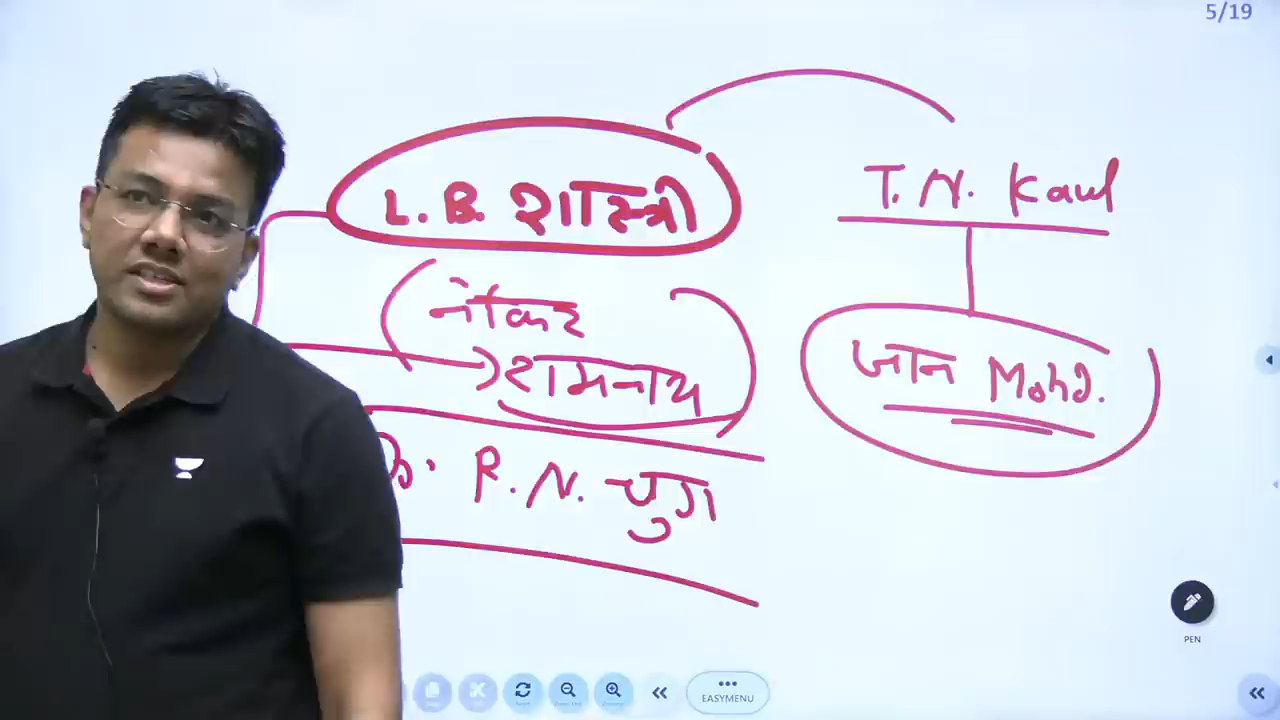 5/19
L. B. शास्त्री
T. N. Kaul
नौकर
रामनाथ
जान Mohd.
R. N. चुग
PEN
EASYMENU